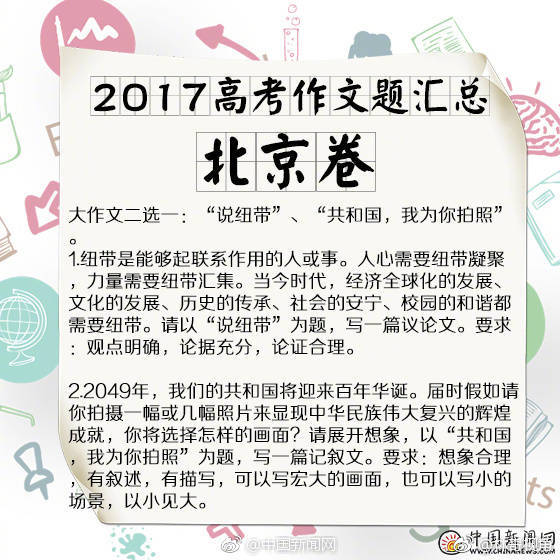 2017高考作文题汇总
北京卷
大作文二选一：“说纽带”、“共和国，我为你拍照”
。
1.纽带是能够起联系作用的人或事。人心需要纽带凝聚
，力量需要纽带汇集。当今时代，经济全球化的发展、
文化的发展、历史的传承、社会的安宁、校园的和谐都
需要纽带。请以“说纽带”为题，写一篇议论文。要求
：观点明确，论据充分，论证合理。
2.2049年，我们的共和国将迎来百年华诞。届时假如请
你拍摄一幅或几幅照片来显现中华民族伟大复兴的辉煌
成就，你将选择怎样的画面？请展开想象，以“共和国
，我为你拍照”为题，写一篇记叙文。要求：想象合理
，有叙述，有描写，可以写宏大的画面，也可以写小的
场景，以小见大。
nts
@中国新闻网
中国新闻网
WWW.CHINANEWS.COM